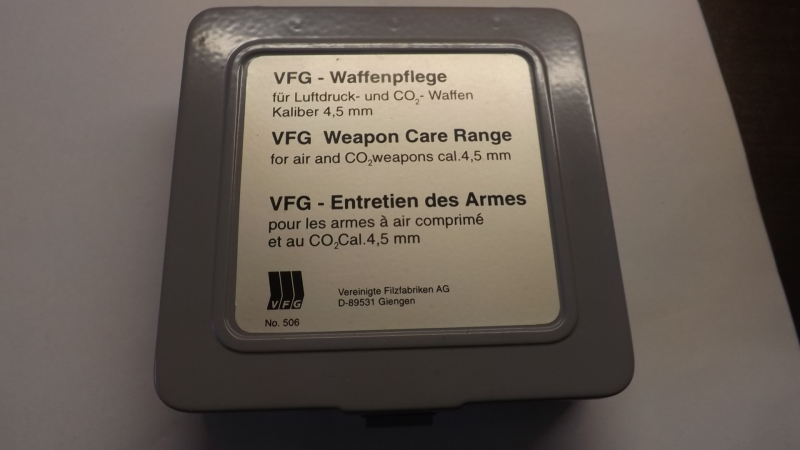 VFG - Waffenpflege
für Luftdruck- und CO₂- Waffen
Kaliber 4,5 mm
VFG Weapon Care Range
for air and CO₂weapons cal.4,5 mm
VFG - Entretien des Armes
pour les armes à air comprimé
et au CO₂Cal.4,5 mm
VFG
Vereinigte Filzfabriken AG
D-89531 Giengen
No. 506